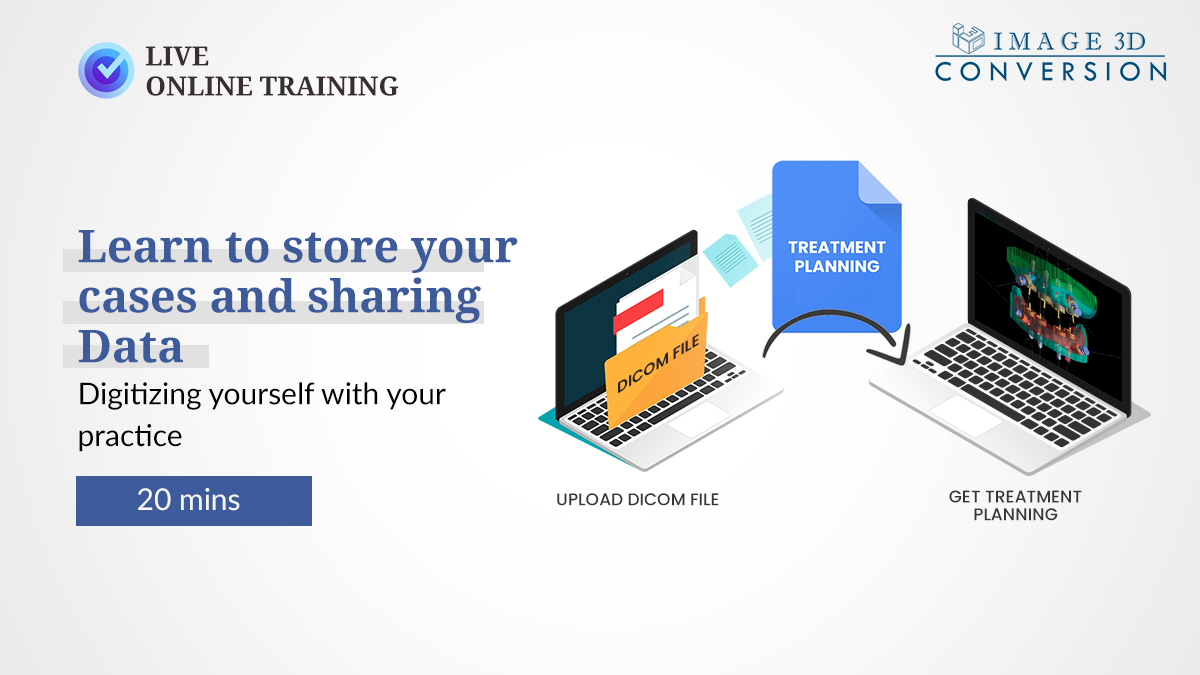 LIVE
ONLINE TRAINING
IMAGE 3D
CONVERSION
Learn to store your
cases and sharing
Data
Digitizing yourself with your
practice
20 mins
TREATMENT
PLANNING
DICOM FILE
UPLOAD DICOM FILE
GET TREATMENT
PLANNING